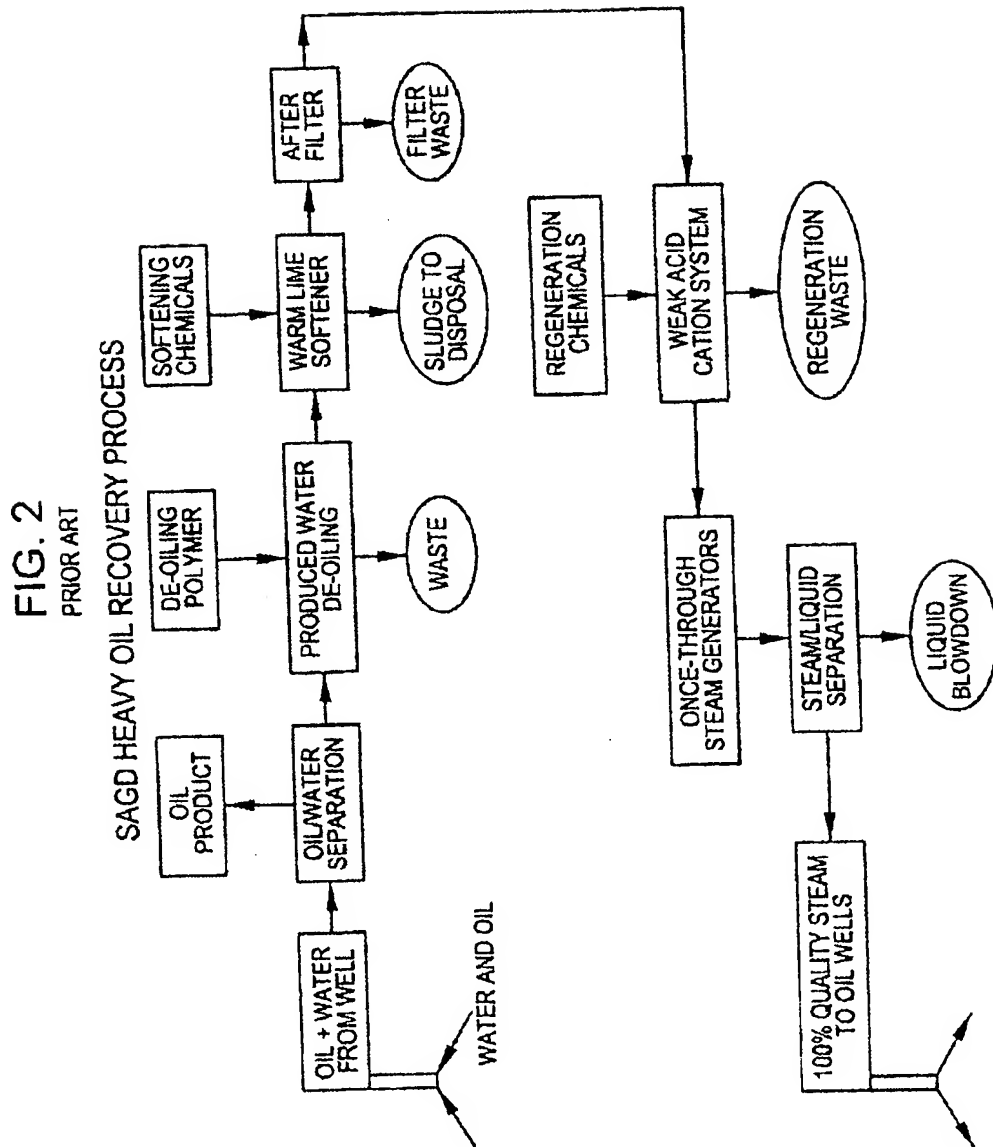 FIG. 2
PRIOR ART
SAGD HEAVY OIL RECOVERY PROCESS
OIL + WATER
FROM WELL
WATER AND OIL
OIL/WATER
SEPARATION
OIL
PRODUCT
DE-OILING
POLYMER
PRODUCED WATER
DE-OILING
WASTE
SOFTENING
CHEMICALS
WARM LIME
SOFTENER
SLUDGE TO
DISPOSAL
AFTER
FILTER
FILTER
WASTE
REGENERATION
CHEMICALS
WEAK ACID
CATION SYSTEM
REGENERATION
WASTE
ONCE-THROUGH
STEAM GENERATORS
STEAM/LIQUID
SEPARATION
LIQUID
BLOWDOWN
100% QUALITY STEAM
TO OIL WELLS